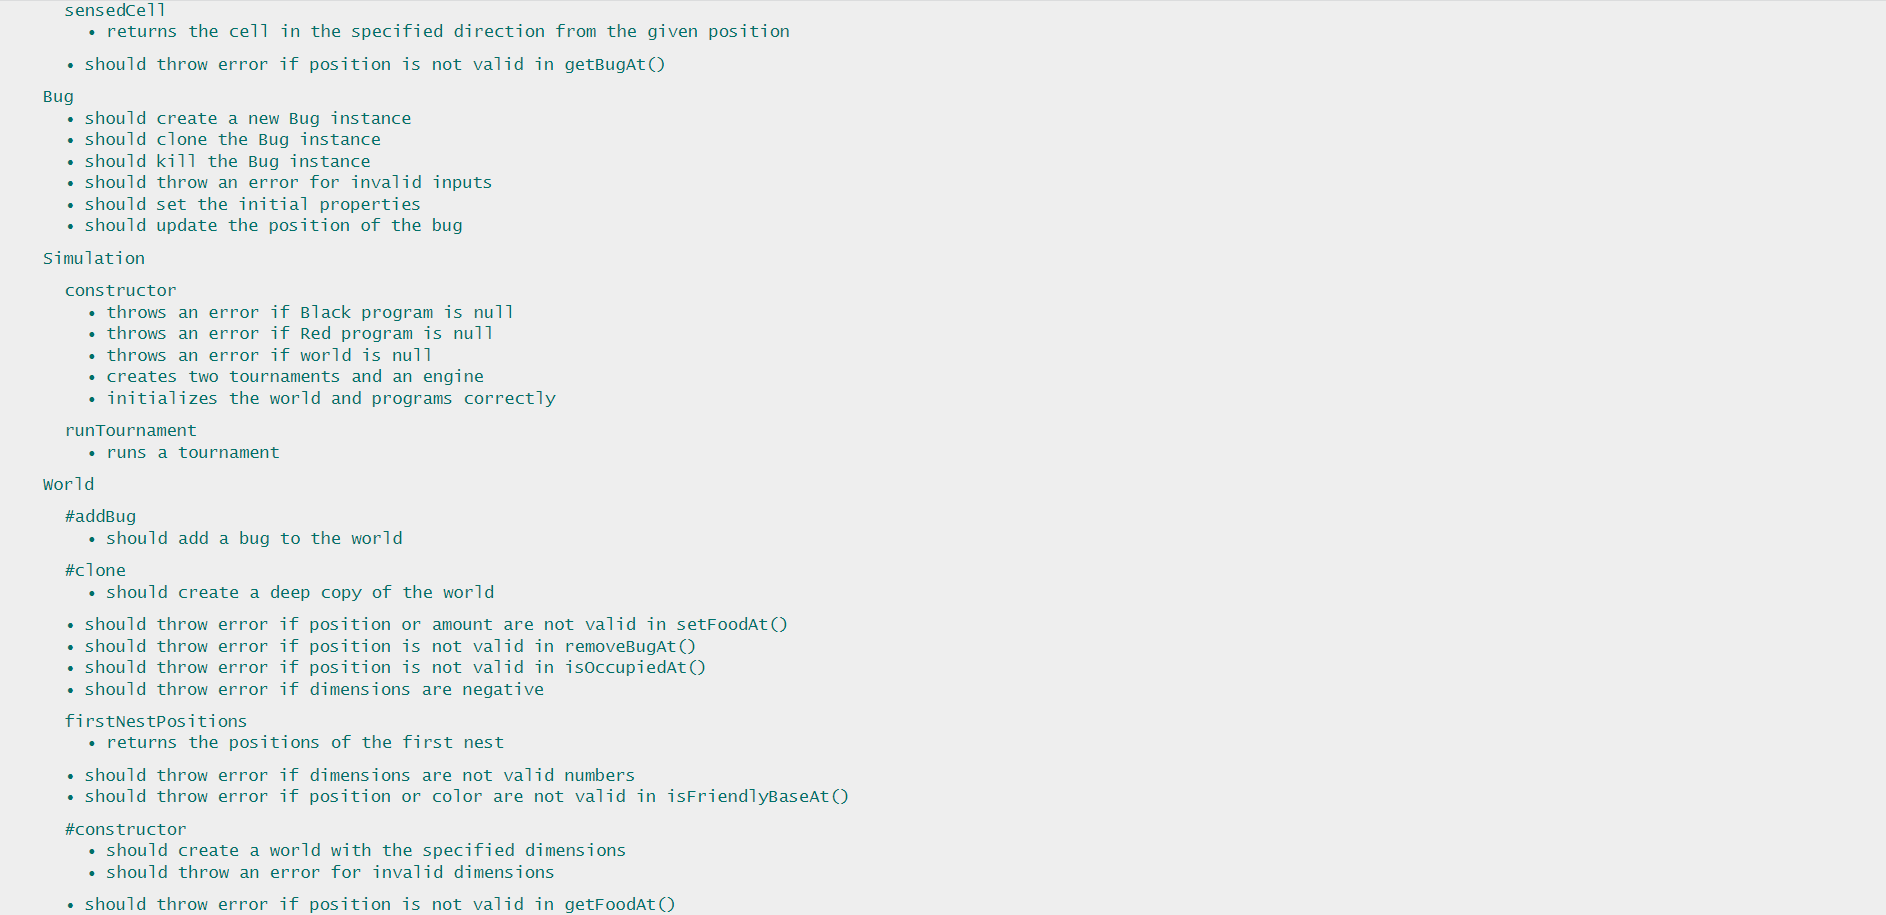 sensedCell
• returns the cell in the specified direction from the given position
• should throw error if position is not valid in getBugAt()
Bug
• should create a new Bug instance
• should clone the Bug instance
• should kill the Bug instance
• should throw an error for invalid inputs
• should set the initial properties
• should update the position of the bug
Simulation
constructor
• throws an error if Black program is null
• throws an error if Red program is null
• throws an error if world is null
• creates two tournaments and an engine
• initializes the world and programs correctly
runTournament
• runs a tournament
World
#addBug
• should add a bug to the world
#clone
• should create a deep copy of the world
• should throw error if position or amount are not valid in setFoodAt()
• should throw error if position is not valid in removeBugAt()
• should throw error if position is not valid in isOccupiedAt()
• should throw error if dimensions are negative
firstNestPositions
• returns the positions of the first nest
• should throw error if dimensions are not valid numbers
• should throw error if position or color are not valid in isFriendlyBaseAt()
#constructor
• should create a world with the specified dimensions
• should throw an error for invalid dimensions
• should throw error if position is not valid in getFoodAt()